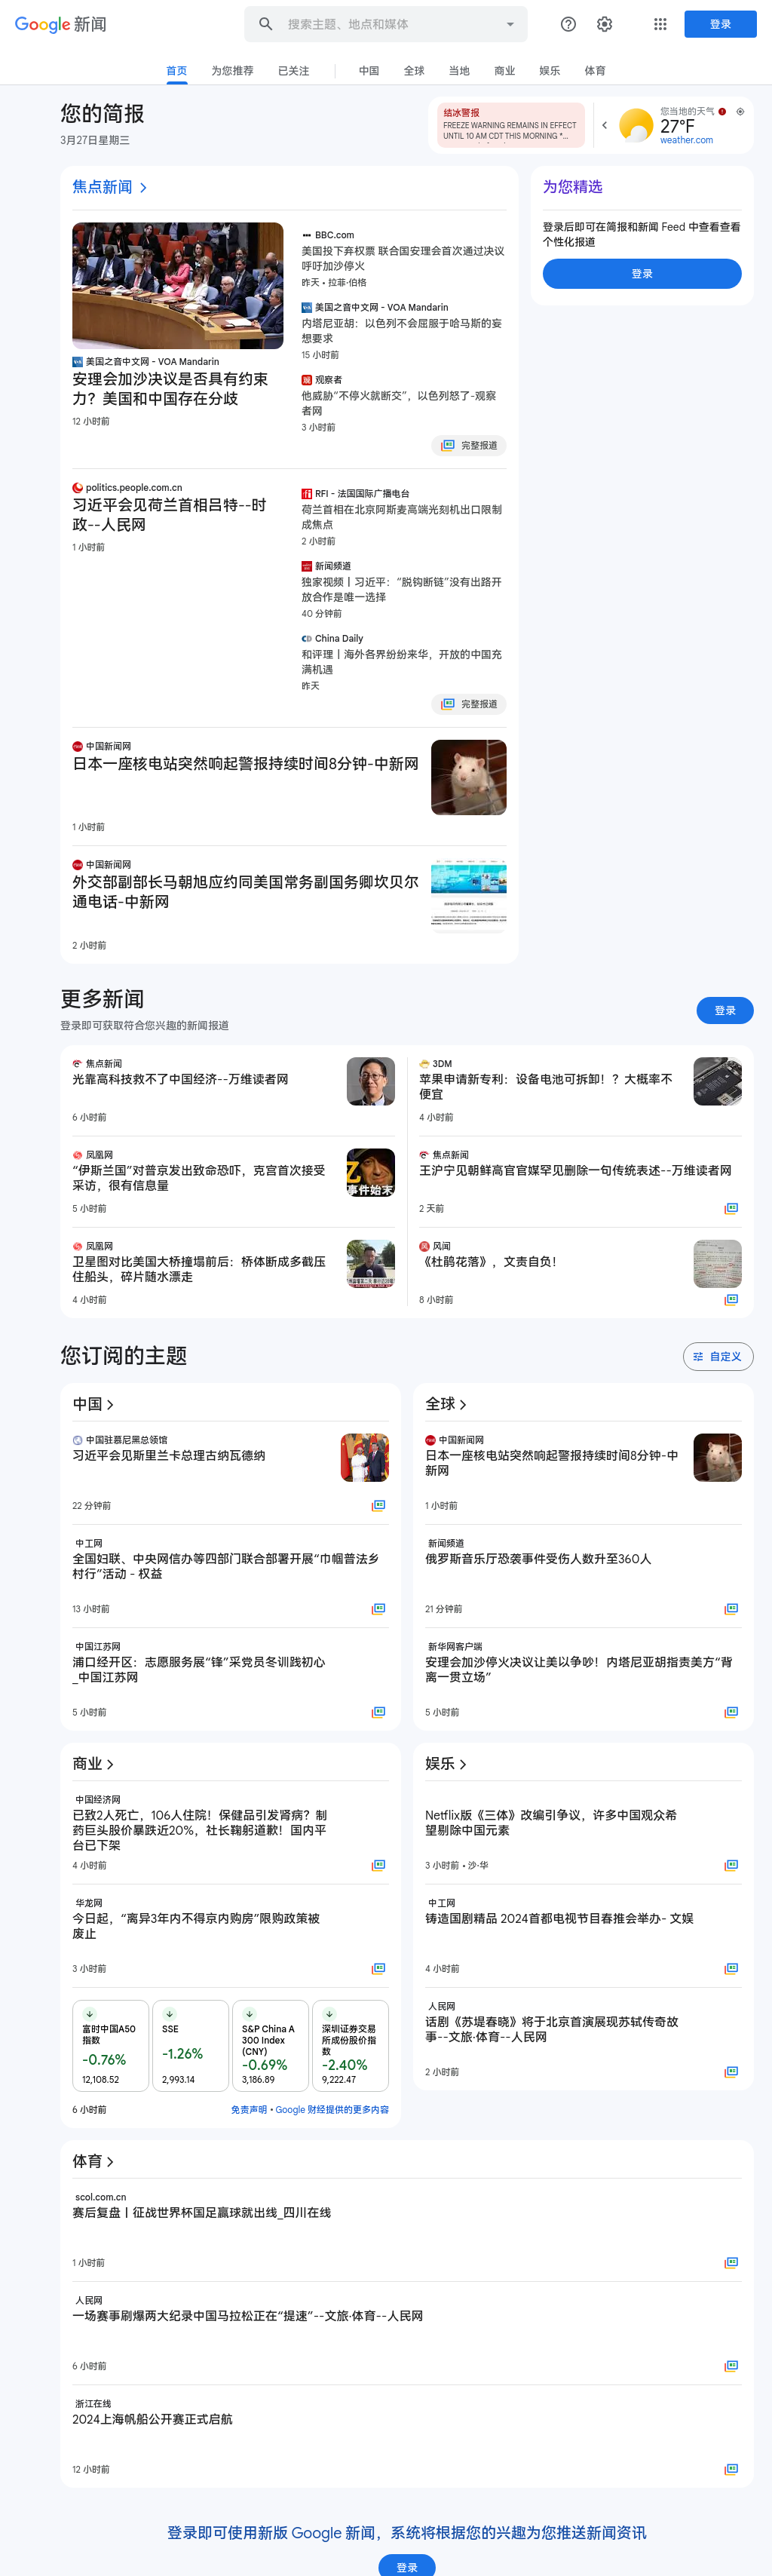 Google 新闻
搜索主题、地点和媒体
登录
首页
为您推荐
已关注
中国
全球
当地
商业
娱乐
体育
您的简报
3月27日星期三
结冰警报
FREEZE WARNING REMAINS IN EFFECT
UNTIL 10 AM CDT THIS MORNING *...
您当地的天气
27°F
weather.com
焦点新闻
美国之音中文网 - VOA Mandarin
安理会加沙决议是否具有约束
力？美国和中国存在分歧
12 小时前
BBC.com
美国投下弃权票 联合国安理会首次通过决议
呼吁加沙停火
昨天 • 拉菲·伯格
美国之音中文网 - VOA Mandarin
内塔尼亚胡：以色列不会屈服于哈马斯的妄
想要求
15 小时前
观察者
他威胁“不停火就断交”，以色列怒了-观察
者网
3 小时前
完整报道
politics.people.com.cn
习近平会见荷兰首相吕特--时
政--人民网
1 小时前
RFI - 法国国际广播电台
荷兰首相在北京阿斯麦高端光刻机出口限制
成焦点
2 小时前
新闻频道
独家视频丨习近平：“脱钩断链”没有出路开
放合作是唯一选择
40 分钟前
China Daily
和评理丨海外各界纷纷来华，开放的中国充
满机遇
昨天
完整报道
中国新闻网
日本一座核电站突然响起警报持续时间8分钟-中新网
1 小时前
中国新闻网
外交部副部长马朝旭应约同美国常务副国务卿坎贝尔
通电话-中新网
2 小时前
为您精选
登录后即可在简报和新闻 Feed 中查看查看
个性化报道
登录
更多新闻
登录即可获取符合您兴趣的新闻报道
登录
焦点新闻
光靠高科技救不了中国经济--万维读者网
6 小时前
3DM
苹果申请新专利：设备电池可拆卸！？大概率不
便宜
4 小时前
凤凰网
“伊斯兰国”对普京发出致命恐吓，克宫首次接受
采访，很有信息量
5 小时前
亿
事件始末
焦点新闻
王沪宁见朝鲜高官官媒罕见删除一句传统表述--万维读者网
2 天前
凤凰网
卫星图对比美国大桥撞塌前后：桥体断成多截压
住船头，碎片随水漂走
4 小时前
风闻
《杜鹃花落》，文责自负！
8 小时前
您订阅的主题
自定义
中国
中国驻慕尼黑总领馆
习近平会见斯里兰卡总理古纳瓦德纳
22 分钟前
中工网
全国妇联、中央网信办等四部门联合部署开展“巾帼普法乡
村行”活动 - 权益
13 小时前
中国江苏网
浦口经开区：志愿服务展“锋”采党员冬训践初心
_中国江苏网
5 小时前
全球
中国新闻网
日本一座核电站突然响起警报持续时间8分钟-中
新网
1 小时前
新闻频道
俄罗斯音乐厅恐袭事件受伤人数升至360人
21 分钟前
新华网客户端
安理会加沙停火决议让美以争吵！内塔尼亚胡指责美方“背
离一贯立场”
5 小时前
商业
中国经济网
已致2人死亡，106人住院！保健品引发肾病？制
药巨头股价暴跌近20%，社长鞠躬道歉！国内平
台已下架
4 小时前
华龙网
今日起，“离异3年内不得京内购房”限购政策被
废止
3 小时前
富时中国A50
指数
-0.76%
12,108.52
SSE
-1.26%
2,993.14
S&P China A
300 Index
(CNY)
-0.69%
3,186.89
深圳证券交易
所成份股价指
数
-2.40%
9,222.47
6 小时前
免责声明 • Google 财经提供的更多内容
娱乐
Netflix版《三体》改编引争议，许多中国观众希
望剔除中国元素
3 小时前 • 沙·华
中工网
铸造国剧精品 2024首都电视节目春推会举办- 文娱
4 小时前
人民网
话剧《苏堤春晓》将于北京首演展现苏轼传奇故
事--文旅·体育--人民网
2 小时前
体育
scol.com.cn
赛后复盘丨征战世界杯国足赢球就出线_四川在线
1 小时前
人民网
一场赛事刷爆两大纪录中国马拉松正在“提速”--文旅·体育--人民网
6 小时前
浙江在线
2024上海帆船公开赛正式启航
12 小时前
登录即可使用新版 Google 新闻，系统将根据您的兴趣为您推送新闻资讯
登录